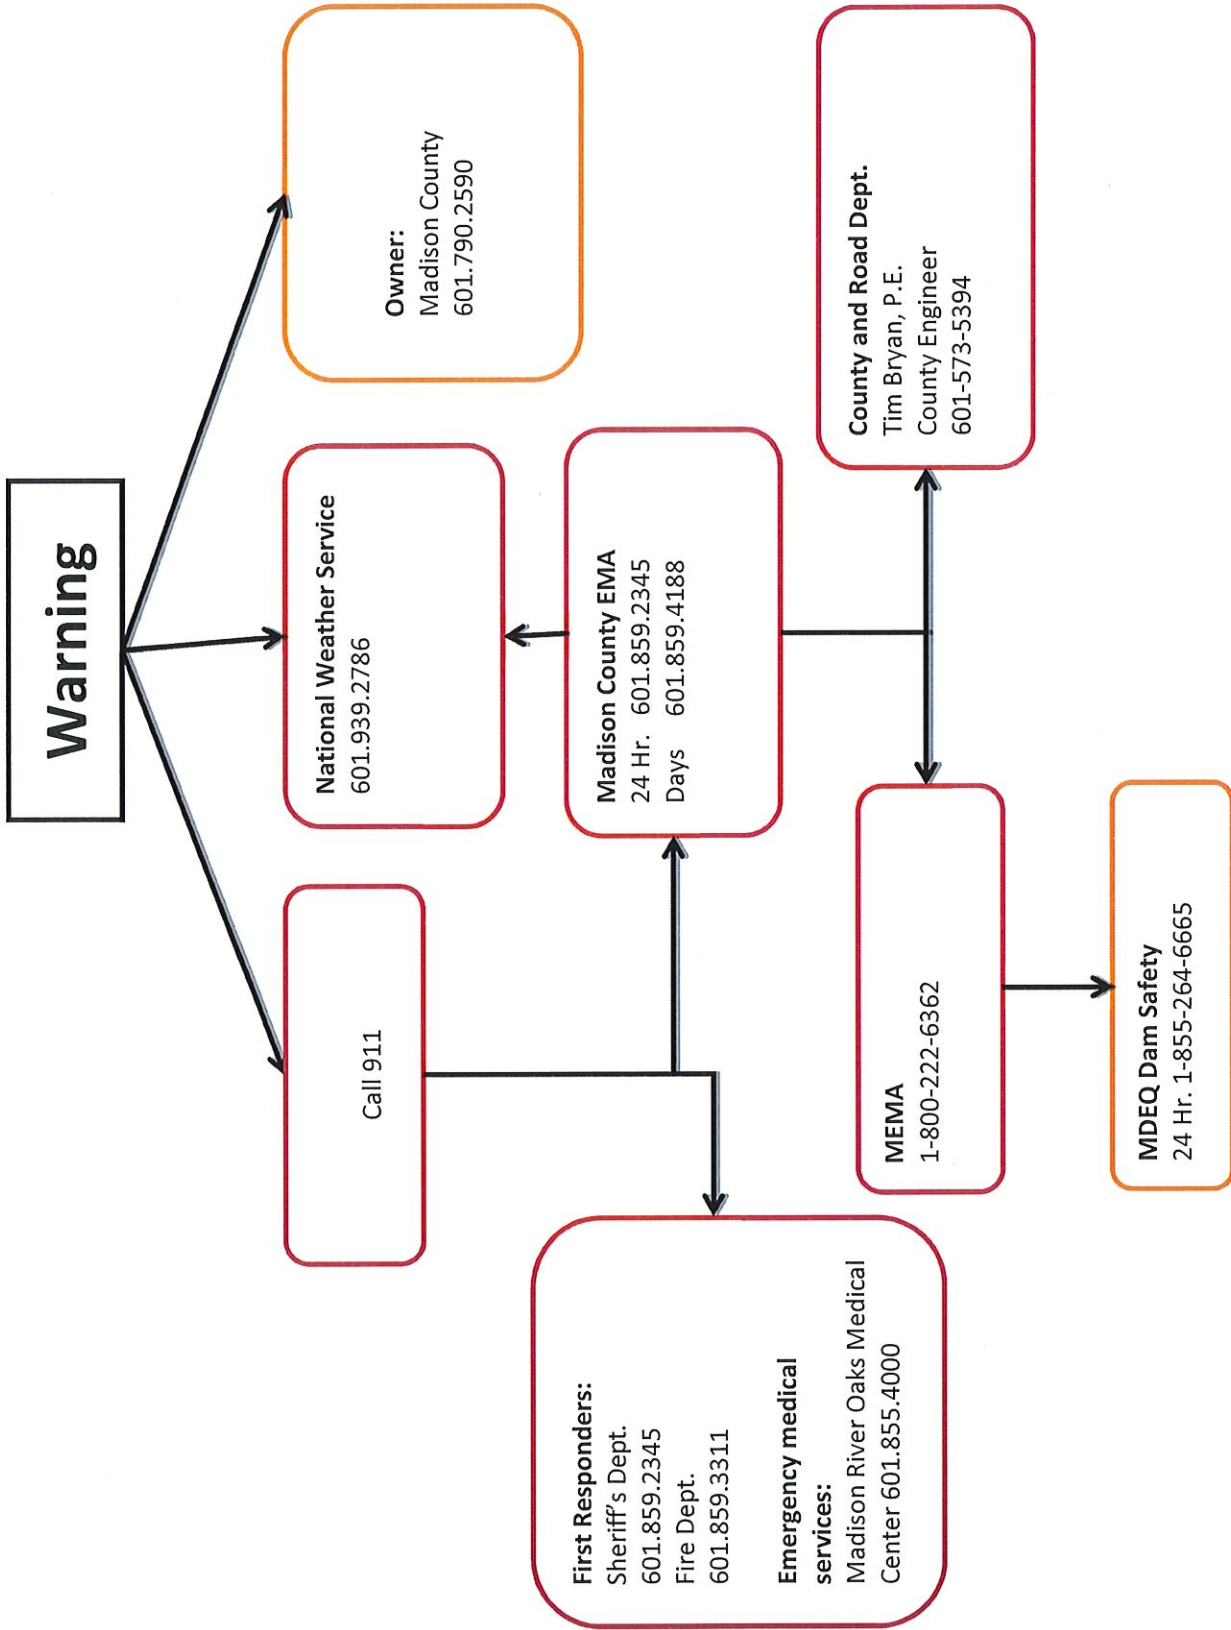 Warning
Call 911
National Weather Service
601.939.2786
Owner:
Madison County
601.790.2590
First Responders:
Sheriff's Dept.
601.859.2345
Fire Dept.
601.859.3311
Emergency medical
services:
Madison River Oaks Medical
Center 601.855.4000
Madison County EMA
24 Hr. 601.859.2345
Days 601.859.4188
MEMA
1-800-222-6362
County and Road Dept.
Tim Bryan, P.E.
County Engineer
601-573-5394
MDEQ Dam Safety
24 Hr. 1-855-264-6665